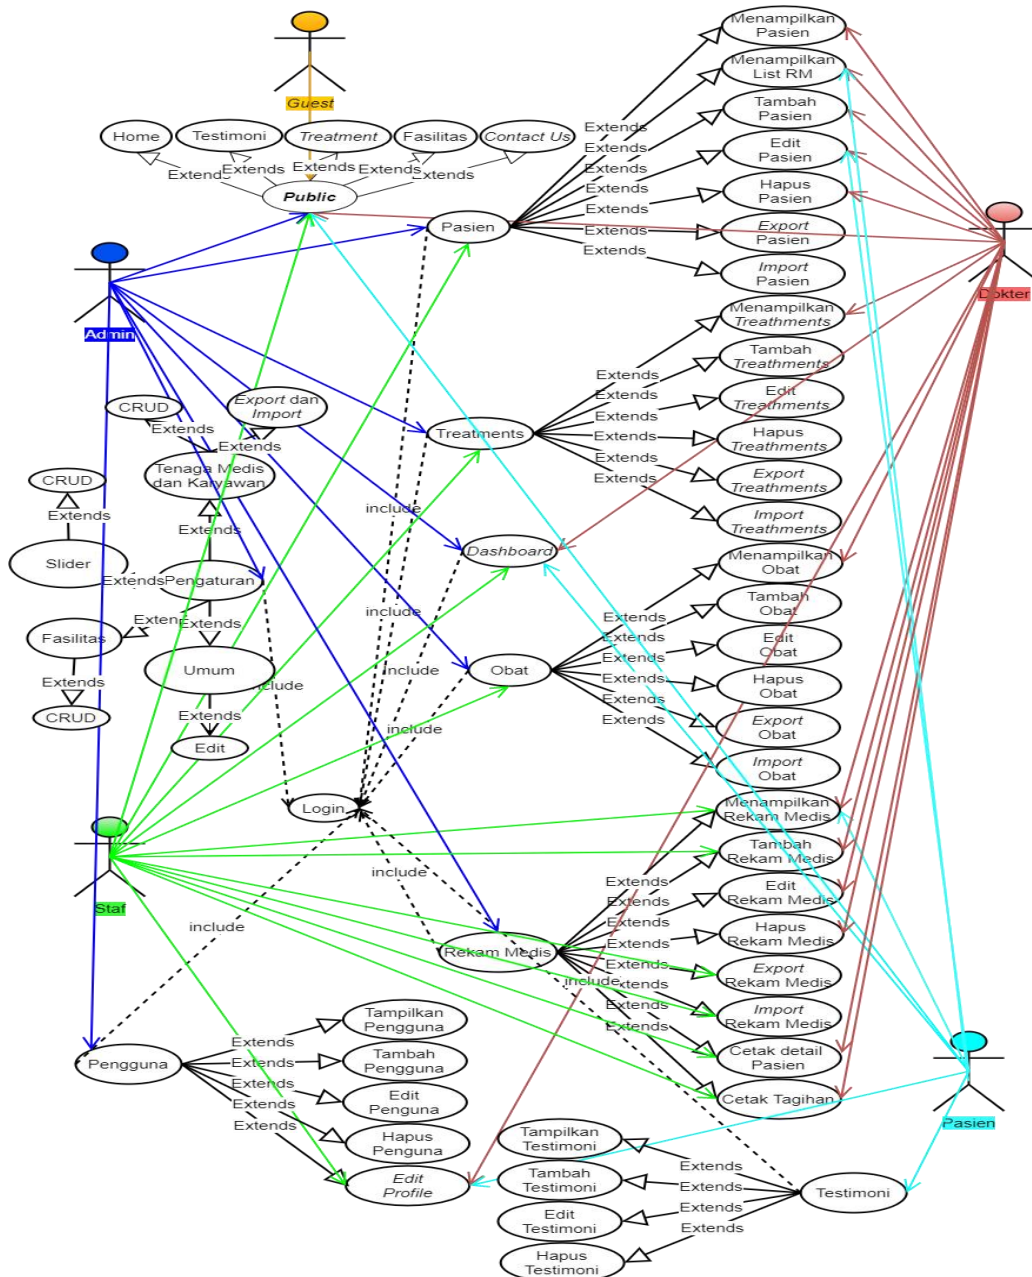 Guest
Home
Testimoni
Treatment
Fasilitas
Contact Us
Extends
Extends
Extends
Extends
Extends
Public
Admin
Staf
Dokter
Pasien
Pasien
Extends
Extends
Extends
Extends
Extends
Extends
Extends
Menampilkan
Pasien
Menampilkan
List RM
Tambah
Pasien
Edit
Pasien
Hapus
Pasien
Export
Pasien
Import
Pasien
Treatments
Extends
Extends
Extends
Extends
Extends
Extends
Menampilkan
Treathments
Tambah
Treathments
Edit
Treathments
Hapus
Treathments
Export
Treathments
Import
Treathments
CRUD
Export dan
Import
Extends
Extends
Tenaga Medis
dan Karyawan
CRUD
Extends
Extends
Slider
Extends
Pengaturan
Extends
Extends
Fasilitas
Extends
CRUD
Umum
Extends
Edit
include
include
include
include
include
include
include
include
Dashboard
Obat
Extends
Extends
Extends
Extends
Extends
Extends
Menampilkan
Obat
Tambah
Obat
Edit
Obat
Hapus
Obat
Export
Obat
Import
Obat
Login
Rekam Medis
Extends
Extends
Extends
Extends
Extends
Extends
Extends
Extends
Menampilkan
Rekam Medis
Tambah
Rekam Medis
Edit
Rekam Medis
Hapus
Rekam Medis
Export
Rekam Medis
Import
Rekam Medis
Cetak detail
Pasien
Cetak Tagihan
Pengguna
Extends
Extends
Extends
Extends
Extends
Tampilkan
Pengguna
Tambah
Pengguna
Edit
Penguna
Hapus
Penguna
Edit
Profile
Testimoni
Extends
Extends
Extends
Extends
Tampilkan
Testimoni
Tambah
Testimoni
Edit
Testimoni
Hapus
Testimoni